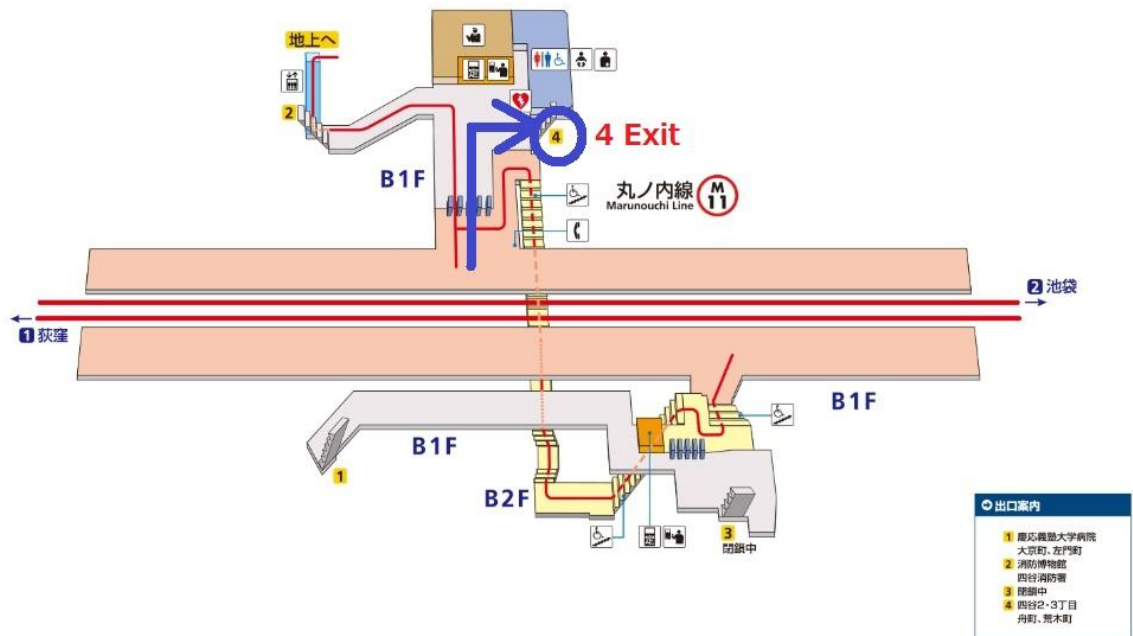 地上へ
2
4
4 Exit
B1F
丸ノ内線
Marunouchi Line
M
11
2 池袋
1 荻窪
B1F
B1F
1
B2F
3
閉鎖中
出口案内
1 慶応義塾大学病院
大京町、左門町
2 消防博物館
四谷消防署
3 閉鎖中
4 四谷2・3丁目
舟町、荒木町